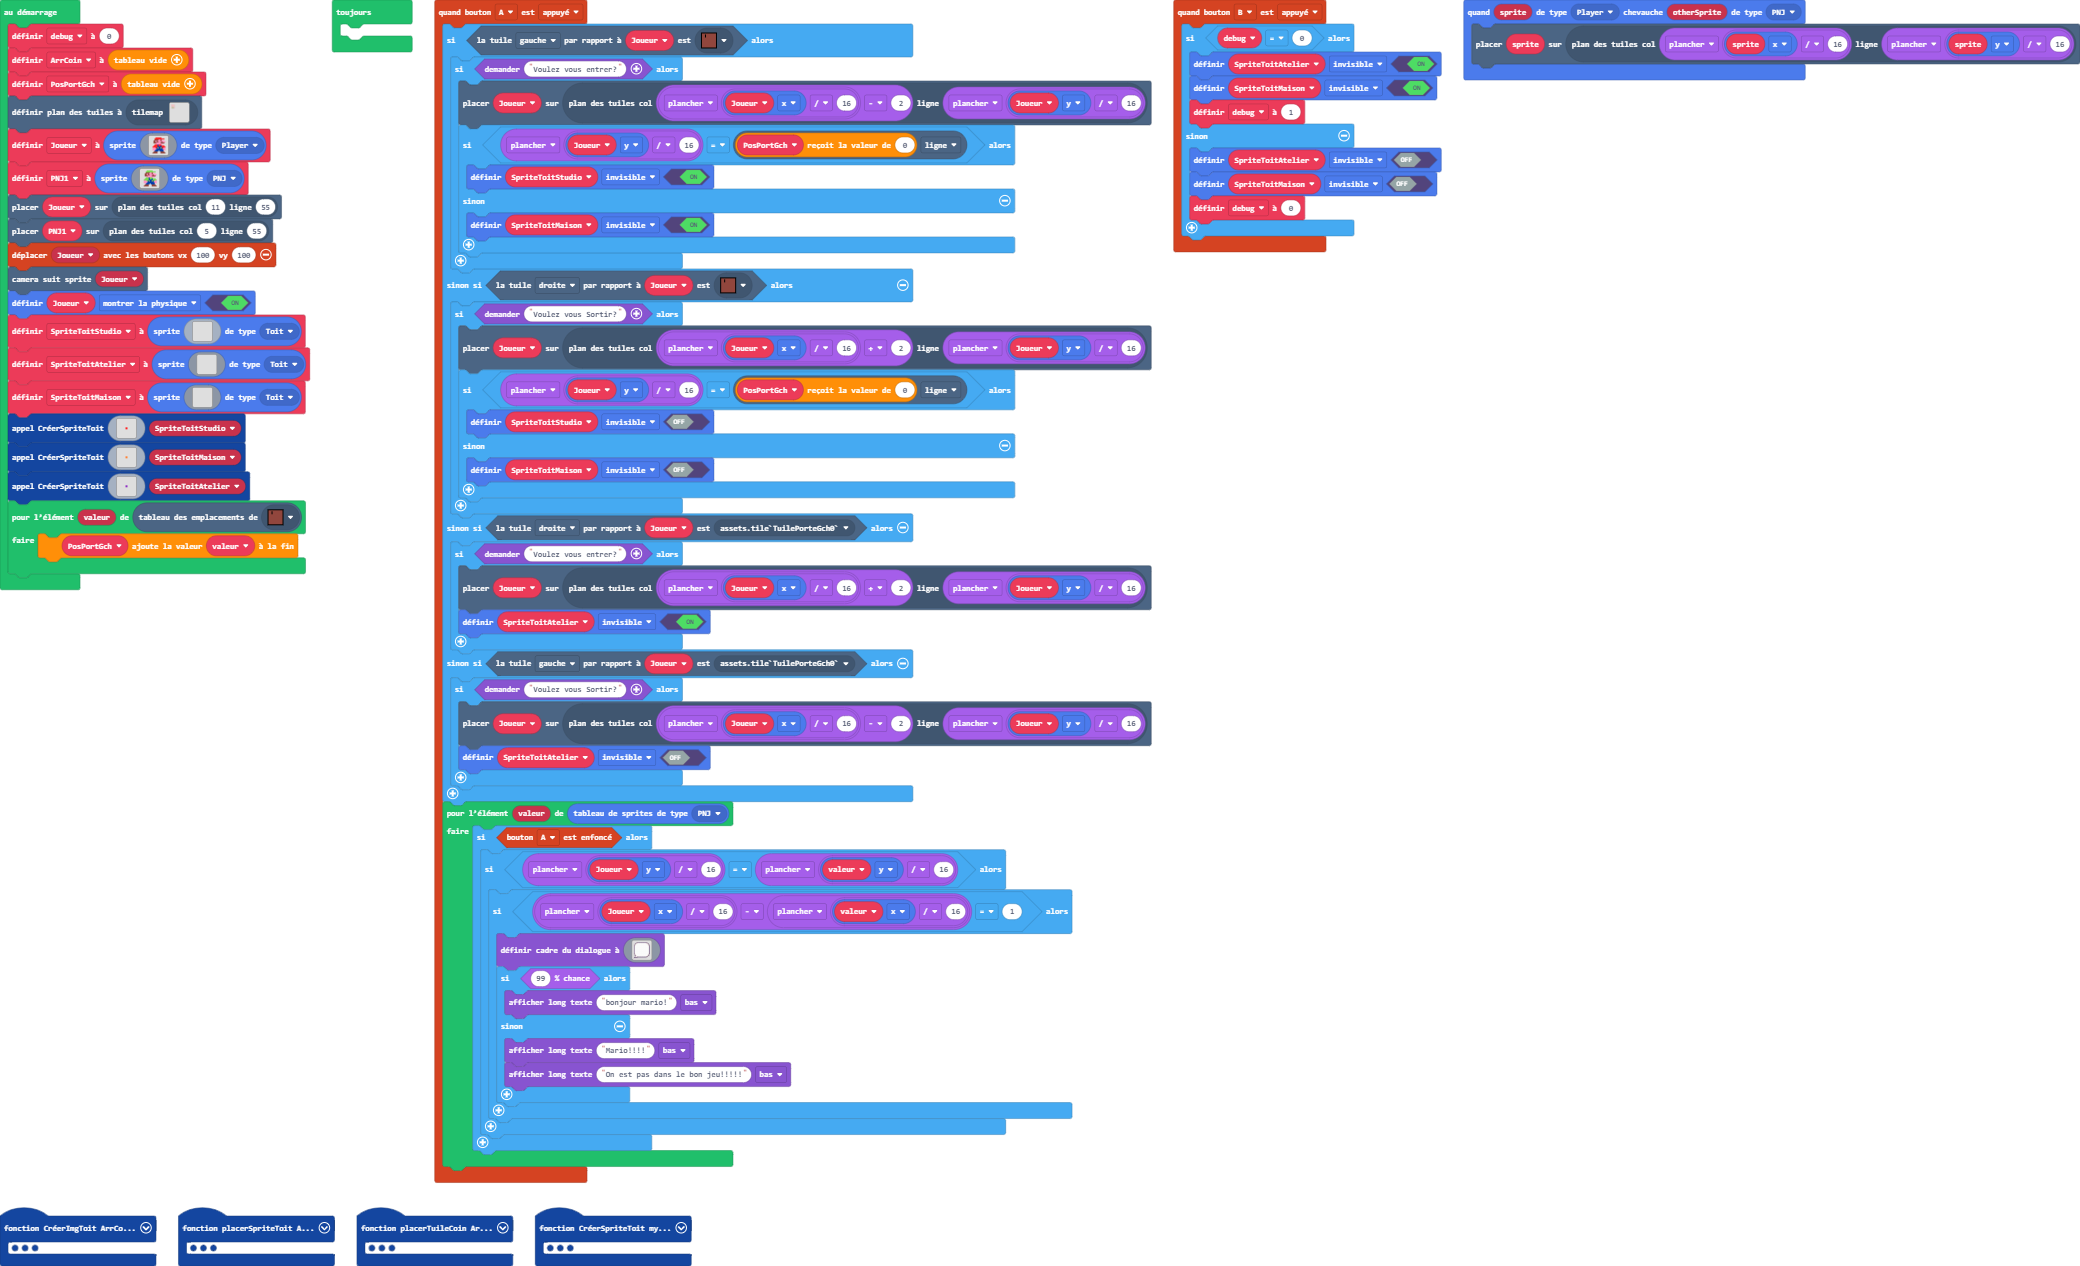 au démarrage
définir debug à 0
définir ArrCoin à tableau vide
définir PosPortGch à tableau vide
définir plan des tuiles à tilemap
définir Joueur à sprite de type Player
définir PNJ1 à sprite de type PNJ
placer Joueur sur plan des tuiles col 11 ligne 55
placer PNJ1 sur plan des tuiles col 5 ligne 55
déplacer Joueur avec les boutons vx 100 vy 100
camera suit sprite Joueur
définir Joueur montrer la physique ON
définir SpriteToitStudio à sprite de type Toit
définir SpriteToitAtelier à sprite de type Toit
définir SpriteToitMaison à sprite de type Toit
appel CréerSpriteToit SpriteToitStudio
appel CréerSpriteToit SpriteToitMaison
appel CréerSpriteToit SpriteToitAtelier
pour l'élément valeur de tableau des emplacements de
faire PosPortGch ajoute la valeur valeur à la fin
toujours
quand bouton A est appuyé
si la tuile gauche par rapport à Joueur est alors
si demander "Voulez vous entrer?" alors
placer Joueur sur plan des tuiles col plancher Joueur x / 16 - 2 ligne plancher Joueur y / 16
si plancher Joueur y / 16 = PosPortGch reçoit la valeur de 0 ligne alors
définir SpriteToitStudio invisible ON
sinon
définir SpriteToitMaison invisible ON
sinon si la tuile droite par rapport à Joueur est alors
si demander "Voulez vous Sortir?" alors
placer Joueur sur plan des tuiles col plancher Joueur x / 16 + 2 ligne plancher Joueur y / 16
si plancher Joueur y / 16 = PosPortGch reçoit la valeur de 0 ligne alors
définir SpriteToitStudio invisible OFF
sinon
définir SpriteToitMaison invisible OFF
sinon si la tuile droite par rapport à Joueur est assets.tile`TuilePorteGch0` alors
si demander "Voulez vous entrer?" alors
placer Joueur sur plan des tuiles col plancher Joueur x / 16 + 2 ligne plancher Joueur y / 16
définir SpriteToitAtelier invisible ON
sinon si la tuile gauche par rapport à Joueur est assets.tile`TuilePorteGch0` alors
si demander "Voulez vous Sortir?" alors
placer Joueur sur plan des tuiles col plancher Joueur x / 16 - 2 ligne plancher Joueur y / 16
définir SpriteToitAtelier invisible OFF
pour l'élément valeur de tableau de sprites de type PNJ
faire si bouton A est enfoncé alors
si plancher Joueur y / 16 = plancher valeur y / 16 alors
si plancher Joueur x / 16 - plancher valeur x / 16 = 1 alors
définir cadre du dialogue à
si 99 % chance alors
afficher long texte "bonjour mario!" bas
sinon
afficher long texte "Mario!!!!" bas
afficher long texte "On est pas dans le bon jeu!!!!!" bas
quand bouton B est appuyé
si debug = 0 alors
définir SpriteToitAtelier invisible ON
définir SpriteToitMaison invisible ON
définir debug à 1
sinon
définir SpriteToitAtelier invisible OFF
définir SpriteToitMaison invisible OFF
définir debug à 0
quand sprite de type Player chevauche otherSprite de type PNJ
placer sprite sur plan des tuiles col plancher sprite x / 16 ligne plancher sprite y / 16
fonction CréerImgToit ArrCo...
fonction placerSpriteToit A...
fonction placerTuileCoin Ar...
fonction CréerSpriteToit my...